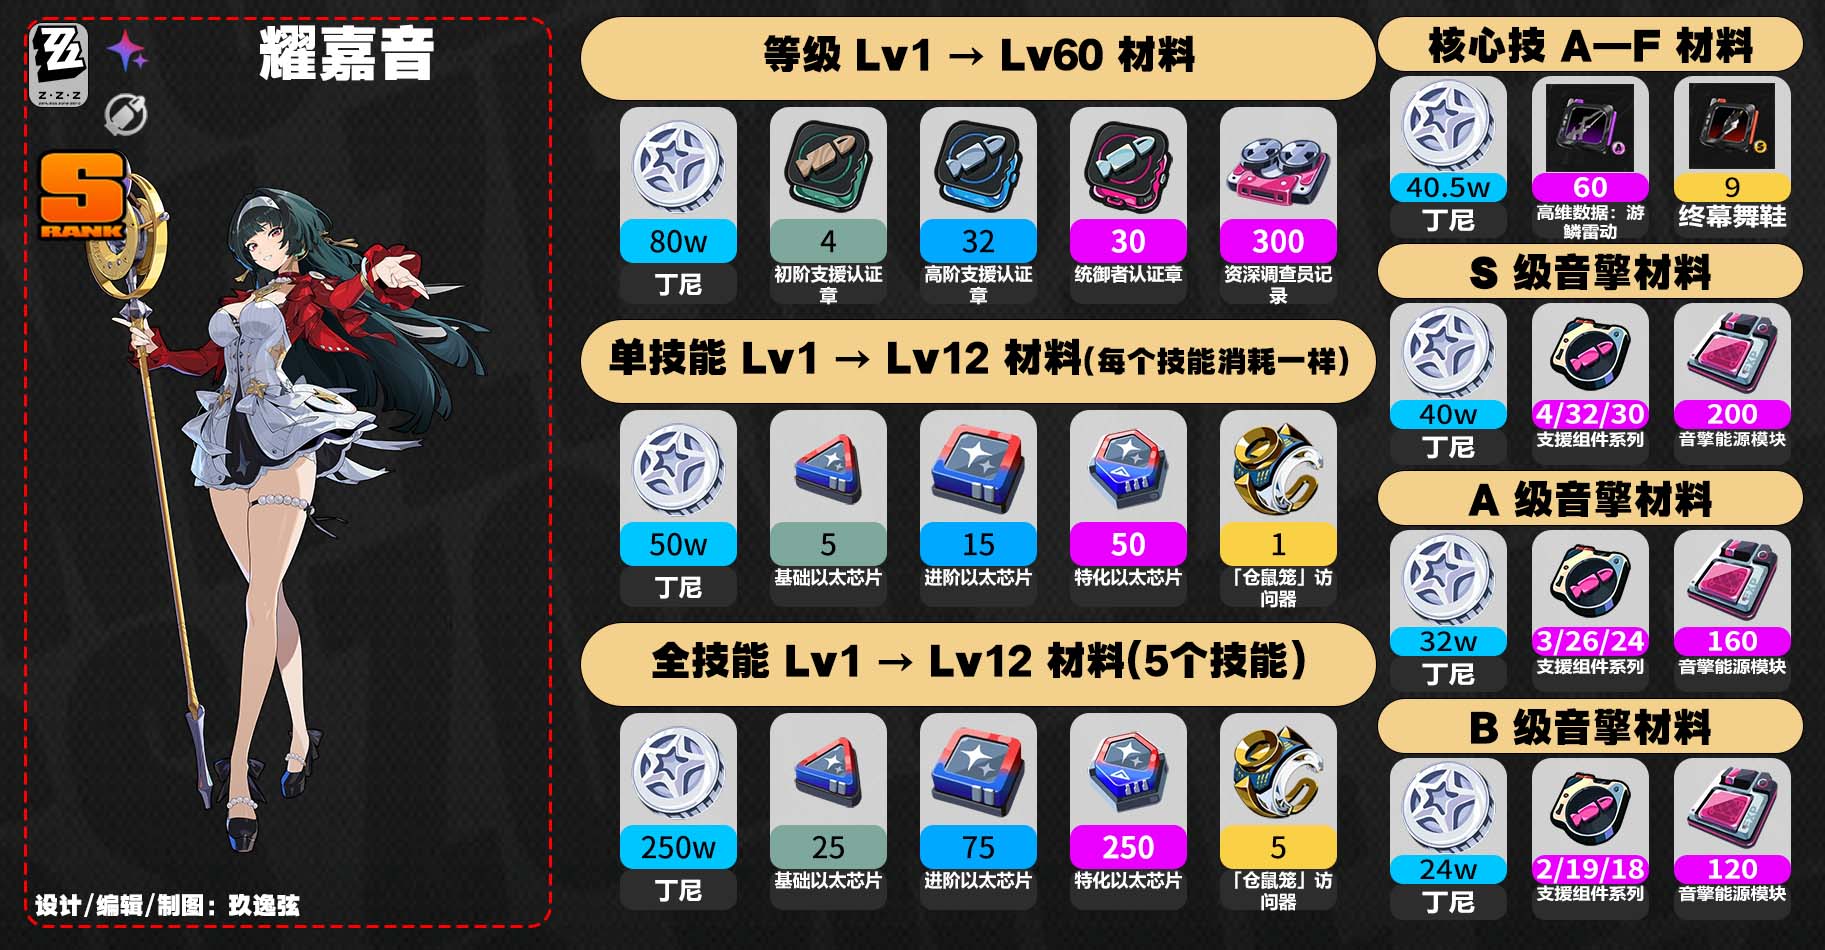 Z·Z·Z
耀嘉音
S
RANK
设计/编辑/制图：玖逸弦
等级 Lv1 → Lv60 材料
80w
丁尼
4
初阶支援认证
章
32
高阶支援认证
章
30
统御者认证章
300
资深调查员记
录
单技能 Lv1 → Lv12 材料(每个技能消耗一样)
50w
丁尼
5
基础以太芯片
15
进阶以太芯片
50
特化以太芯片
1
「仓鼠笼」访
问器
全技能 Lv1 → Lv12 材料(5个技能)
250w
丁尼
25
基础以太芯片
75
进阶以太芯片
250
特化以太芯片
5
「仓鼠笼」访
问器
核心技 A—F 材料
40.5w
丁尼
60
高维数据：游
鳞雷动
9
终幕舞鞋
S 级音擎材料
40w
丁尼
4/32/30
支援组件系列
200
音擎能源模块
A 级音擎材料
32w
丁尼
3/26/24
支援组件系列
160
音擎能源模块
B 级音擎材料
24w
丁尼
2/19/18
支援组件系列
120
音擎能源模块